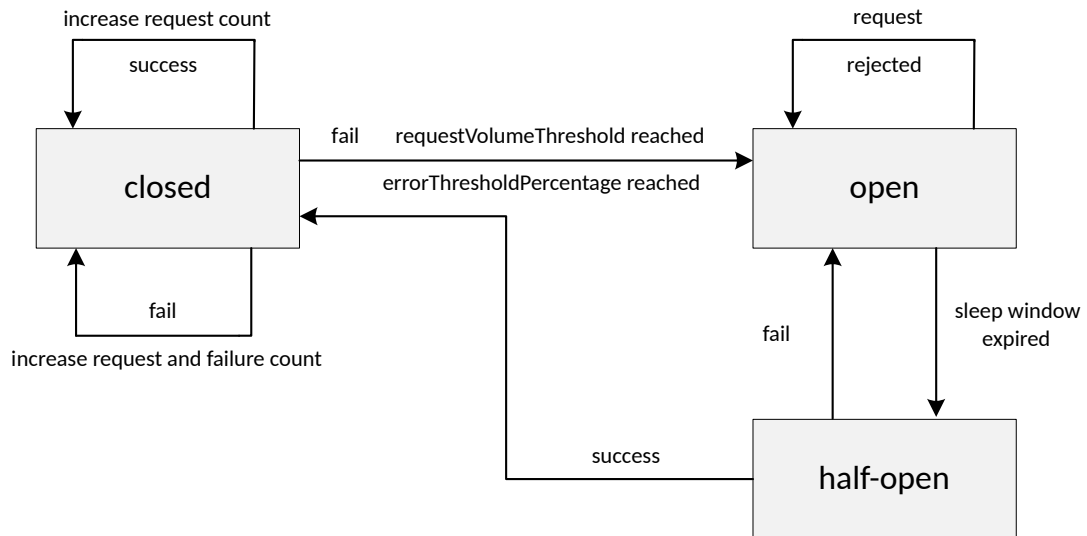 increase request count
success
request
rejected
fail requestVolumeThreshold reached
errorThresholdPercentage reached
closed
open
fail
increase request and failure count
fail
sleep window
expired
success
half-open